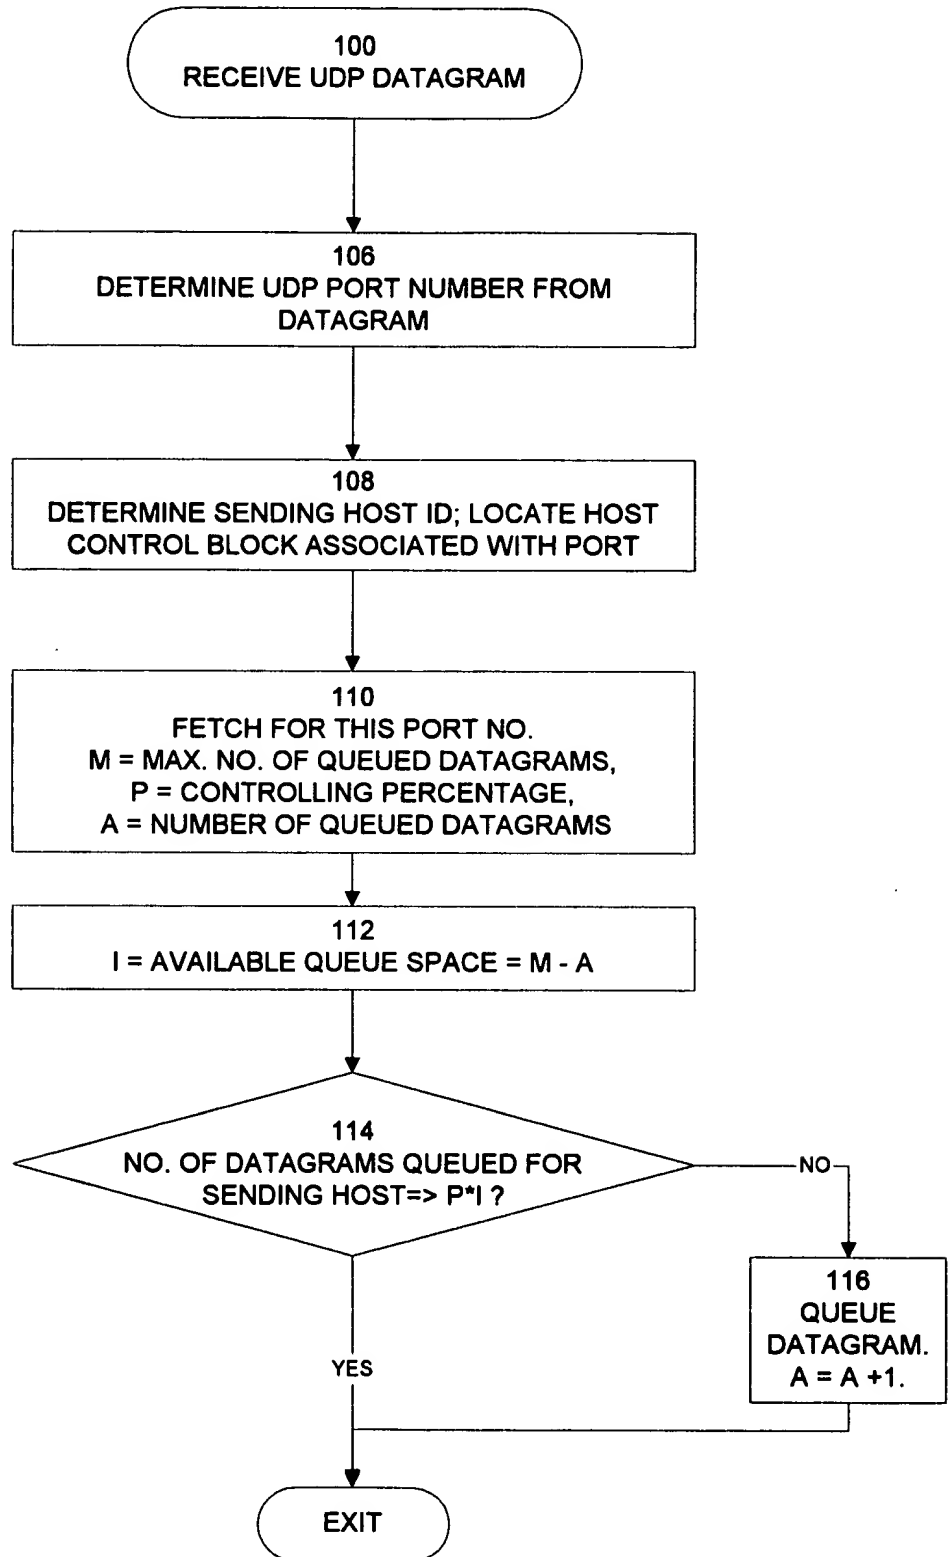 100
RECEIVE UDP DATAGRAM
106
DETERMINE UDP PORT NUMBER FROM
DATAGRAM
108
DETERMINE SENDING HOST ID; LOCATE HOST
CONTROL BLOCK ASSOCIATED WITH PORT
110
FETCH FOR THIS PORT NO.
M = MAX. NO. OF QUEUED DATAGRAMS,
P = CONTROLLING PERCENTAGE,
A = NUMBER OF QUEUED DATAGRAMS
112
I = AVAILABLE QUEUE SPACE = M - A
114
NO. OF DATAGRAMS QUEUED FOR
SENDING HOST=> P*I ?
NO
116
QUEUE
DATAGRAM.
A = A +1.
YES
EXIT